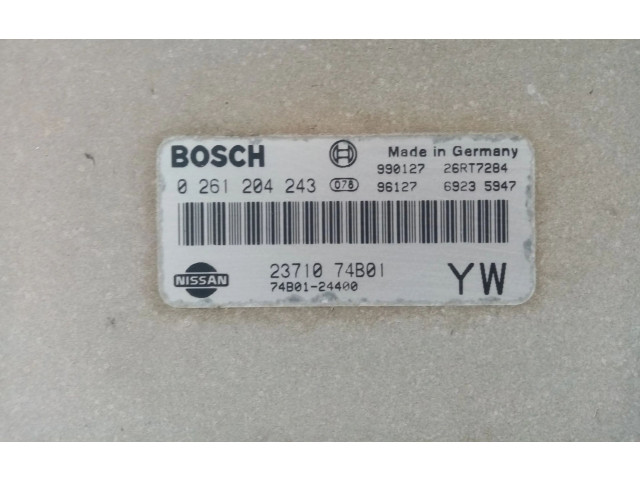 BOSCH Made in Germany
990127 26RT7284
0 261 204 243 078 96127 6923 5947
NISSAN 23710 74B01 YW
74B01-24400